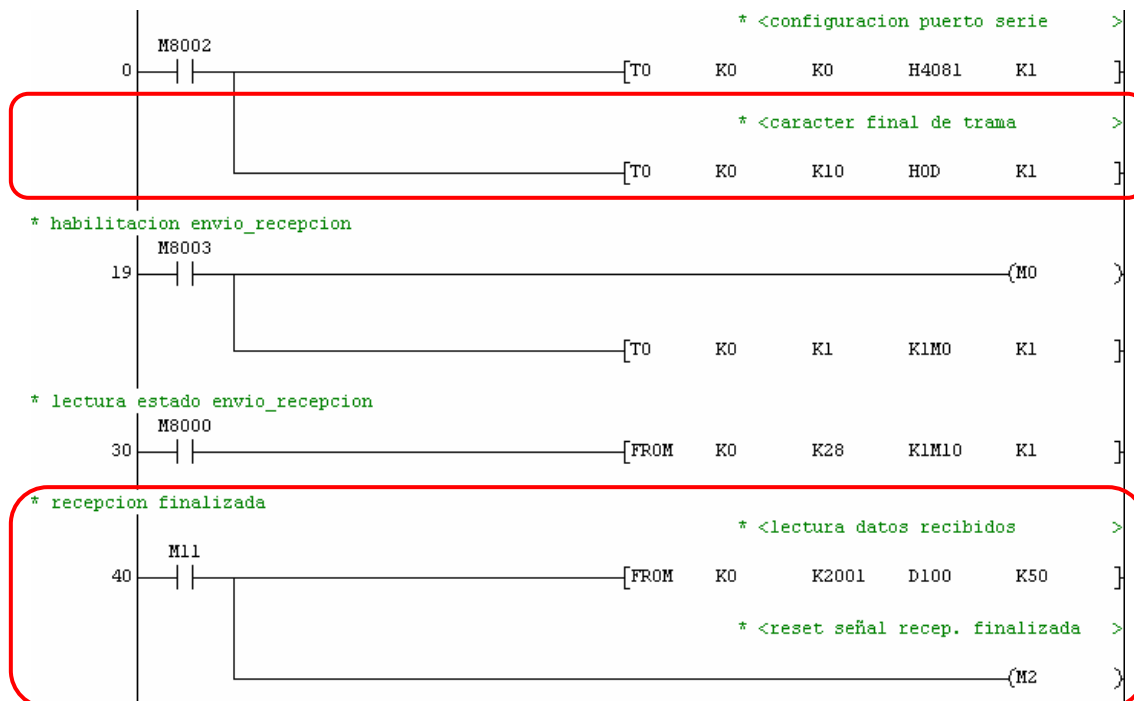 * <configuracion puerto serie >
M8002
0 [TO K0 K0 H4081 K1 ]
* <caracter final de trama >
[TO K0 K10 H0D K1 ]
* habilitacion envio_recepcion
M8003
19 (M0 )
[TO K0 K1 K1M0 K1 ]
* lectura estado envio_recepcion
M8000
30 [FROM K0 K28 K1M10 K1 ]
* recepcion finalizada
* <lectura datos recibidos >
M11
40 [FROM K0 K2001 D100 K50 ]
* <reset señal recep. finalizada >
(M2 )